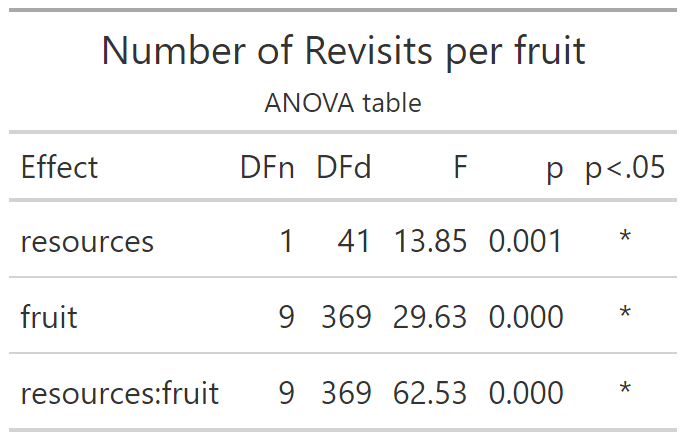 Number of Revisits per fruit
ANOVA table
Effect DFn DFd F p p<.05
resources 1 41 13.85 0.001 *
fruit 9 369 29.63 0.000 *
resources:fruit 9 369 62.53 0.000 *